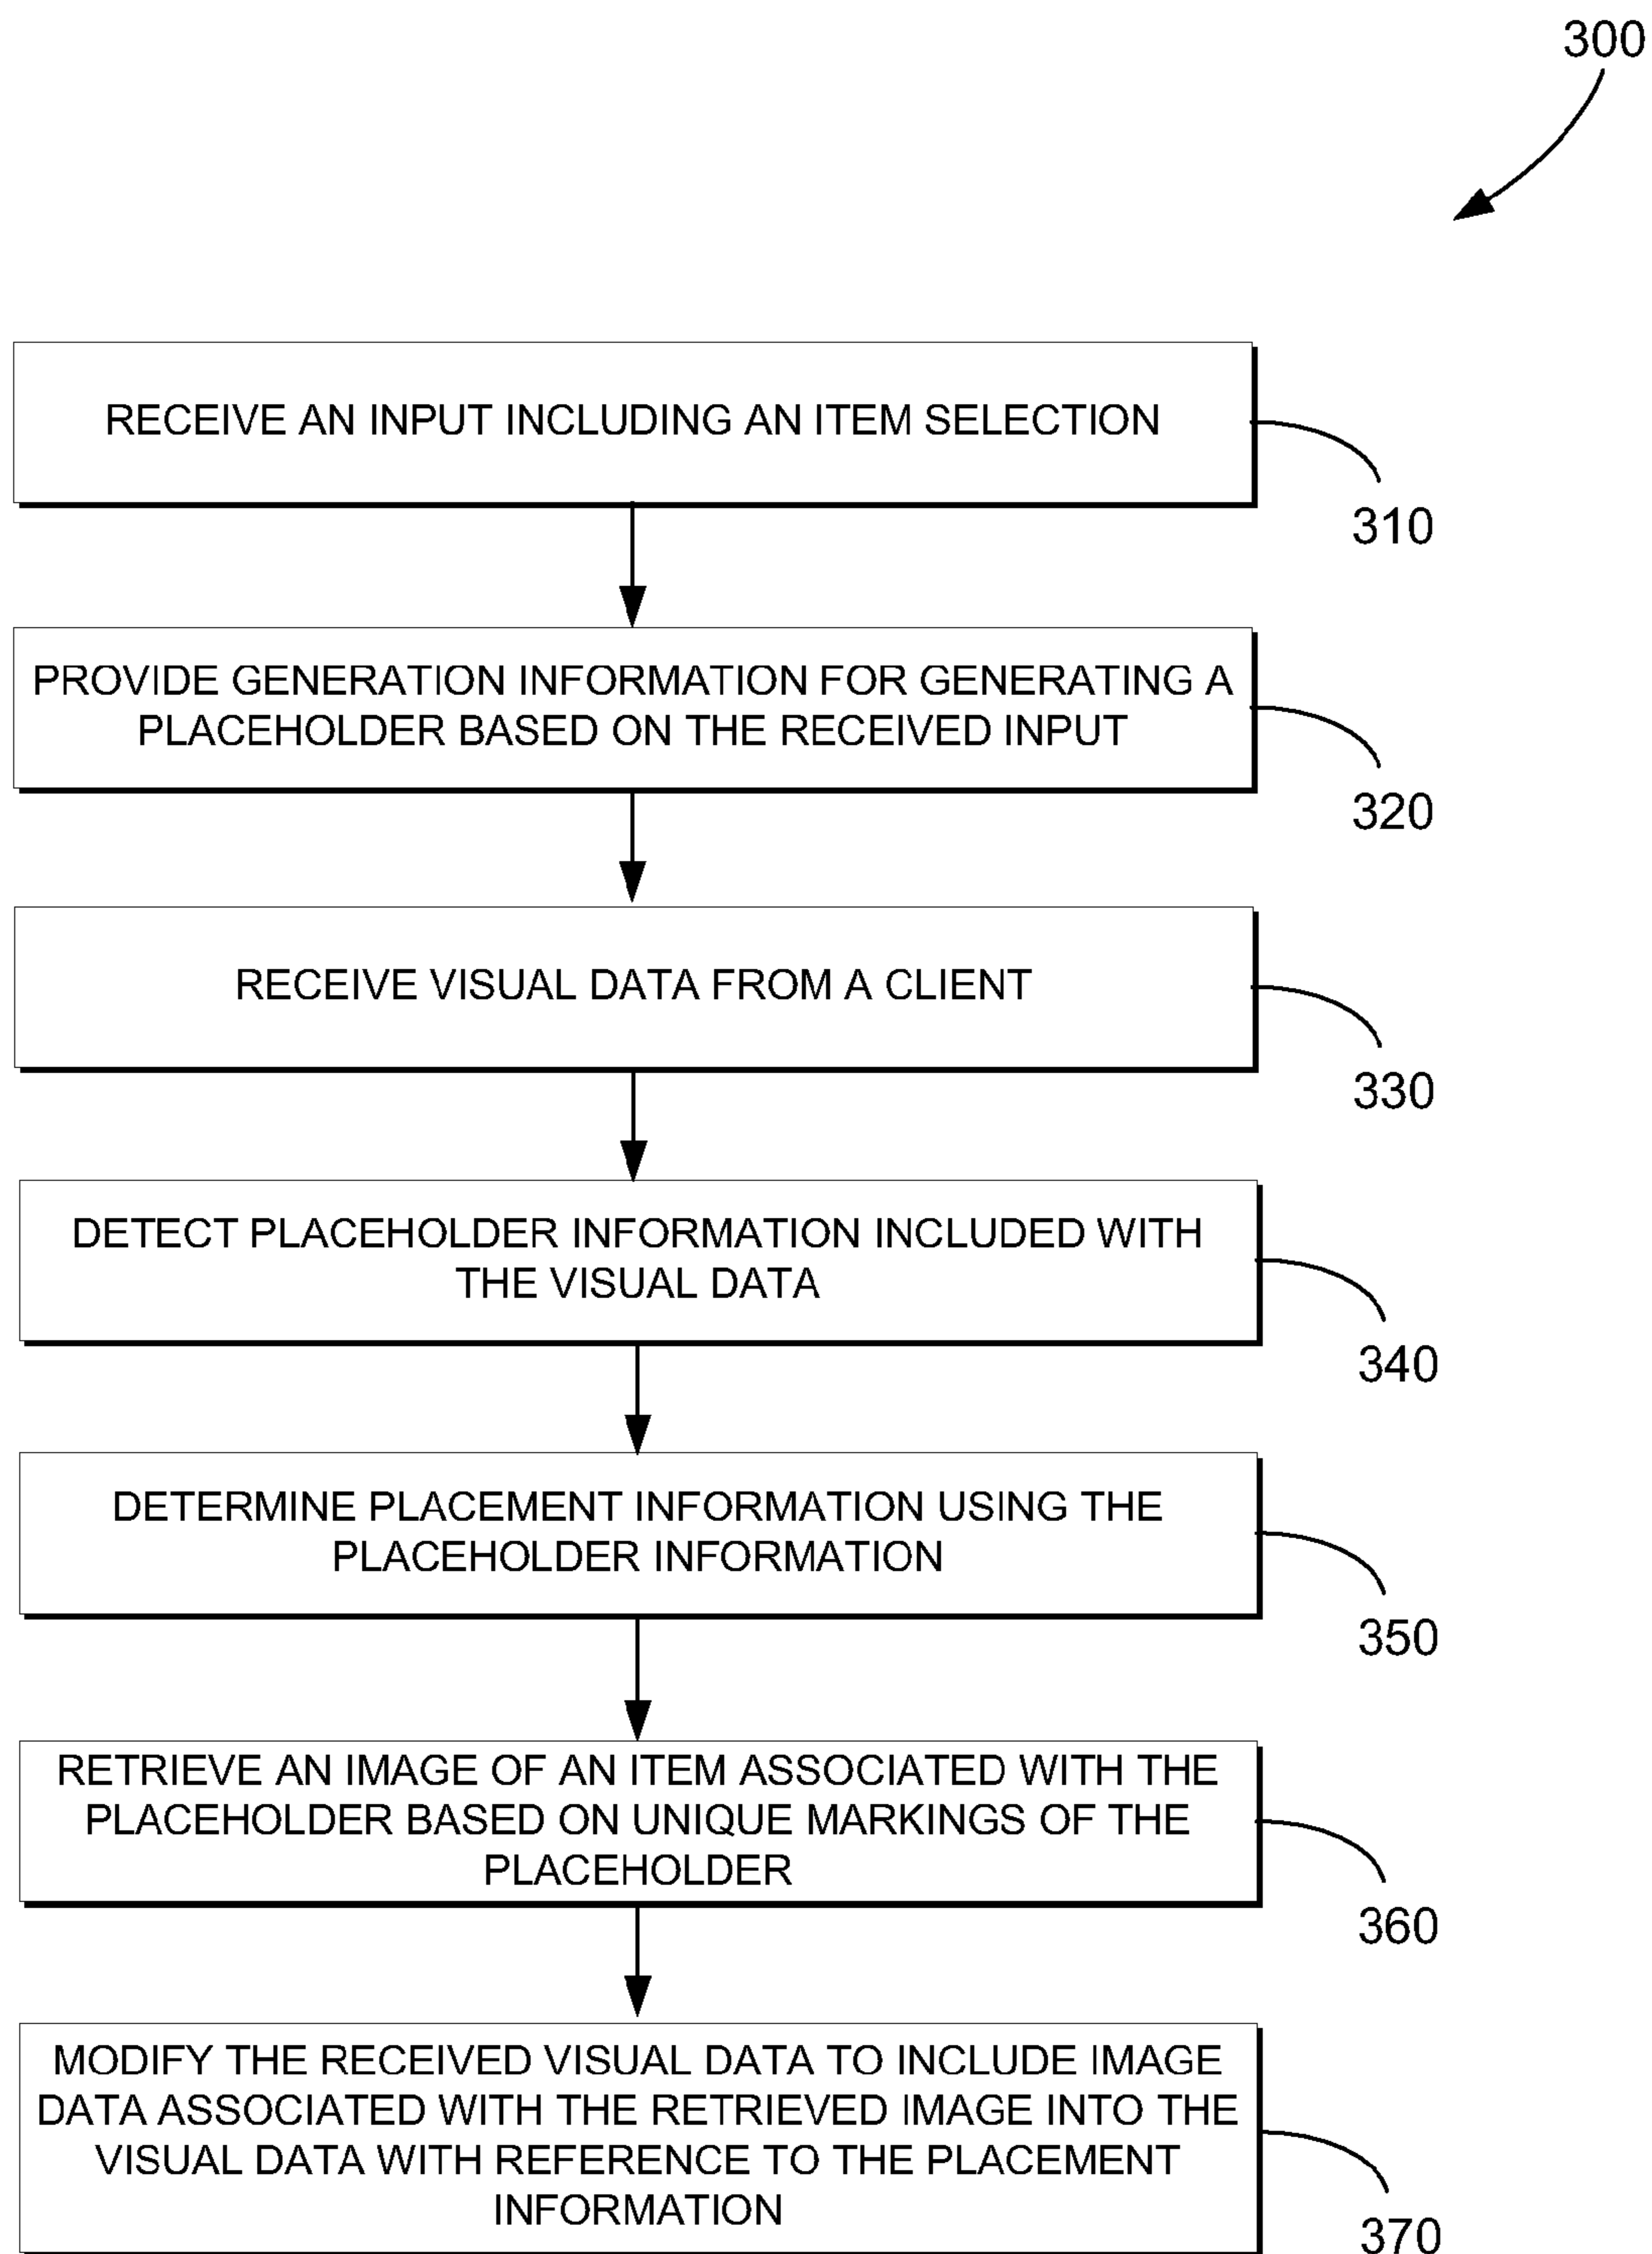 300
RECEIVE AN INPUT INCLUDING AN ITEM SELECTION
310
PROVIDE GENERATION INFORMATION FOR GENERATING A
PLACEHOLDER BASED ON THE RECEIVED INPUT
320
RECEIVE VISUAL DATA FROM A CLIENT
330
DETECT PLACEHOLDER INFORMATION INCLUDED WITH
THE VISUAL DATA
340
DETERMINE PLACEMENT INFORMATION USING THE
PLACEHOLDER INFORMATION
350
RETRIEVE AN IMAGE OF AN ITEM ASSOCIATED WITH THE
PLACEHOLDER BASED ON UNIQUE MARKINGS OF THE
PLACEHOLDER
360
MODIFY THE RECEIVED VISUAL DATA TO INCLUDE IMAGE
DATA ASSOCIATED WITH THE RETRIEVED IMAGE INTO THE
VISUAL DATA WITH REFERENCE TO THE PLACEMENT
INFORMATION
370